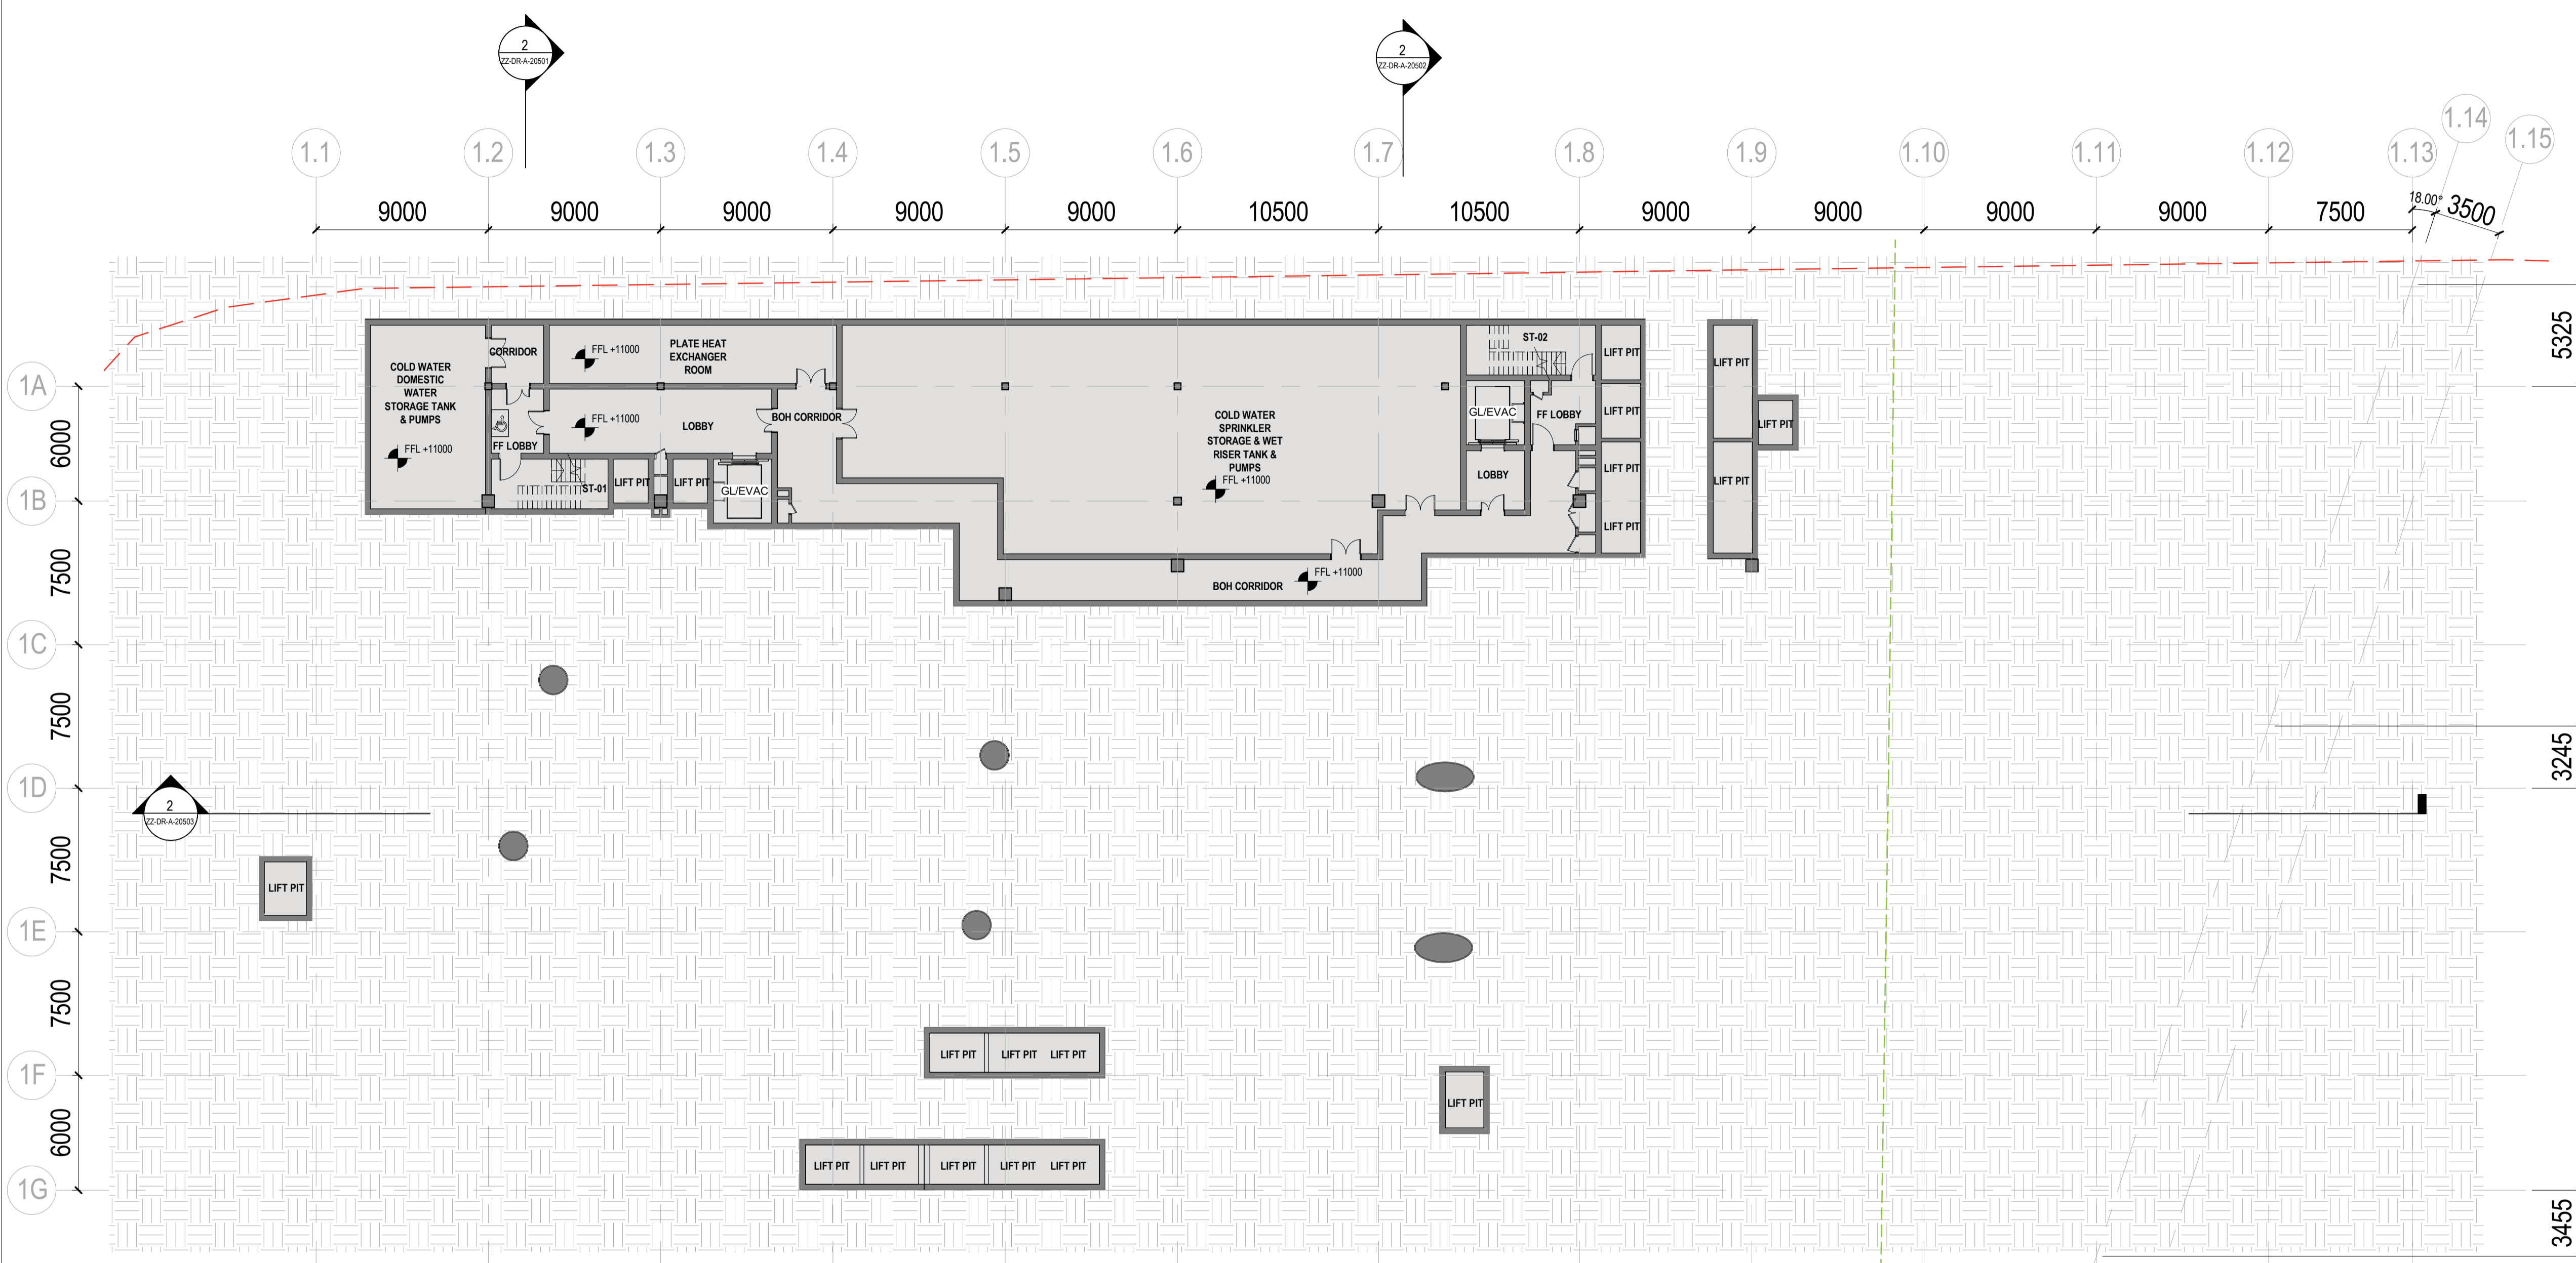 2
ZZ-DR-A-20501
2
ZZ-DR-A-20502
1.1
1.2
1.3
1.4
1.5
1.6
1.7
1.8
1.9
1.10
1.11
1.12
1.13
1.14
1.15
9000
9000
9000
9000
9000
10500
10500
9000
9000
9000
9000
7500
18.00°
3500
5325
3245
3455
1A
6000
1B
7500
1C
7500
1D
7500
1E
7500
1F
6000
1G
COLD WATER
DOMESTIC
WATER
STORAGE TANK
& PUMPS
FFL +11000
CORRIDOR
FF LOBBY
ST-01
FFL +11000
PLATE HEAT
EXCHANGER
ROOM
FFL +11000
LOBBY
LIFT PIT
LIFT PIT
GL/EVAC
BOH CORRIDOR
COLD WATER
SPRINKLER
STORAGE & WET
RISER TANK &
PUMPS
FFL +11000
BOH CORRIDOR
FFL +11000
ST-02
GL/EVAC
FF LOBBY
LOBBY
LIFT PIT
LIFT PIT
LIFT PIT
LIFT PIT
LIFT PIT
LIFT PIT
LIFT PIT
2
ZZ-DR-A-20503
LIFT PIT
LIFT PIT
LIFT PIT
LIFT PIT
LIFT PIT
LIFT PIT
LIFT PIT
LIFT PIT
LIFT PIT
LIFT PIT